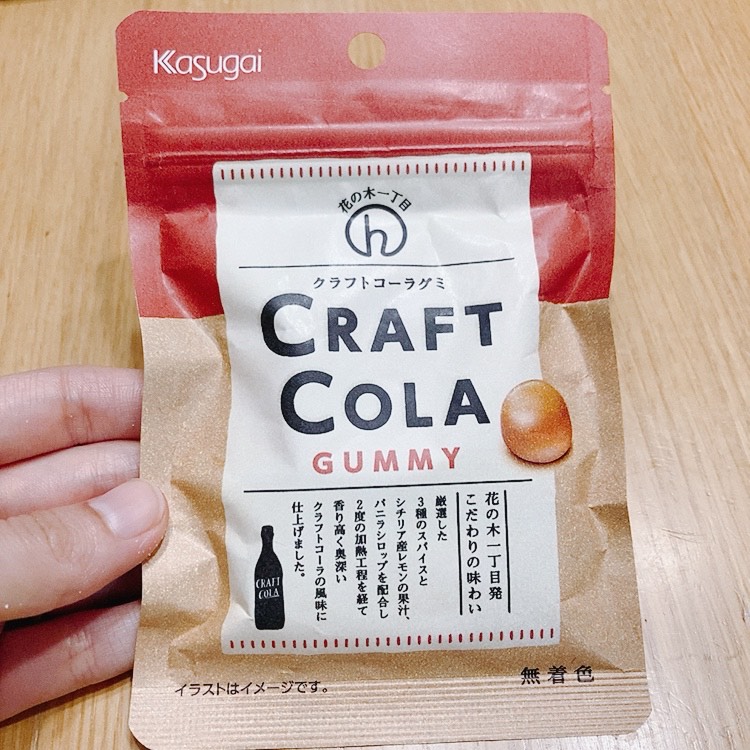 Kasugai
花の木一丁目
h
クラフトコーラグミ
CRAFT
COLA
GUMMY
花の木一丁目発
こだわりの味わい
厳選した
3種のスパイスと
シチリア産レモンの果汁、
バニラシロップを配合し
2度の加熱工程を経て
香り高く奥深い
クラフトコーラの風味に
仕上げました。
CRAFT
COLA
イラストはイメージです。
無着色